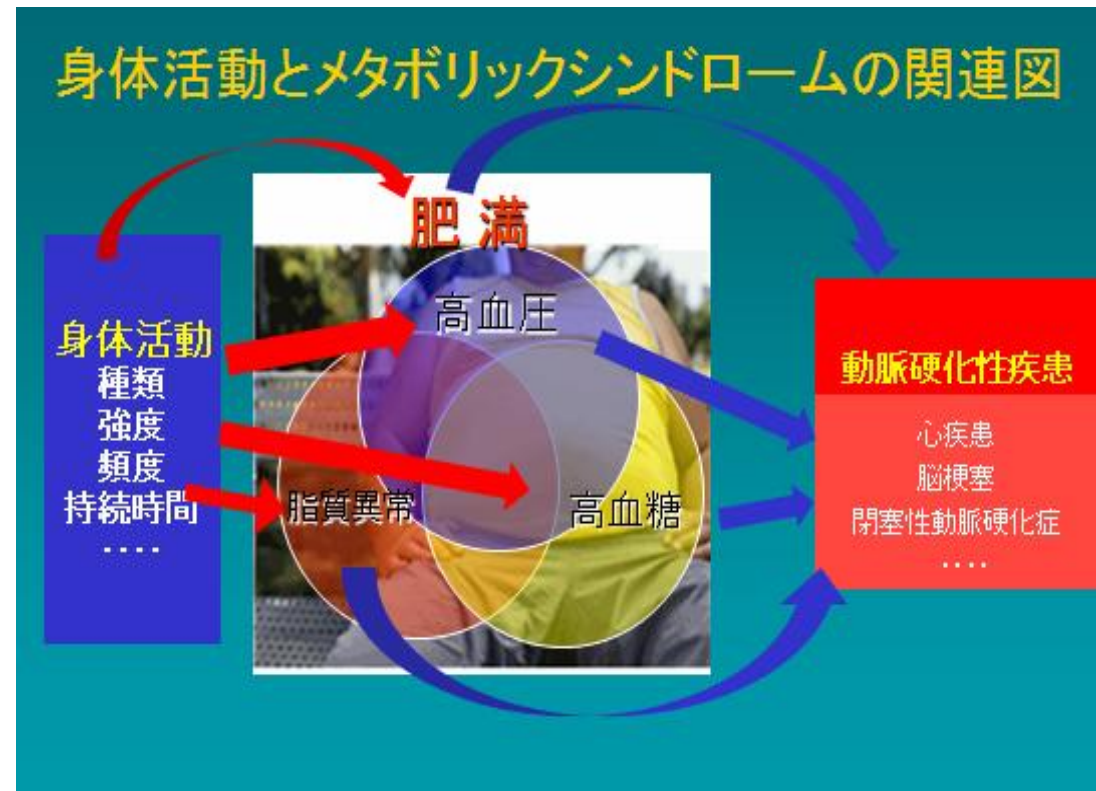 身体活動とメタボリックシンドロームの関連図
肥満
高血圧
脂質異常
高血糖
身体活動
種類
強度
頻度
持続時間
････
動脈硬化性疾患
心疾患
脳梗塞
閉塞性動脈硬化症
････